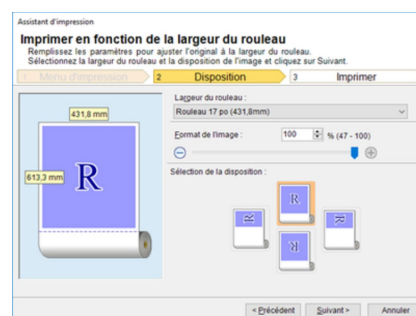 Assistant d'impression
Imprimer en fonction de la largeur du rouleau
Remplissez les paramètres pour ajuster l'original à la largeur du rouleau.
Sélectionnez la largeur du rouleau et la disposition de l'image et cliquez sur Suivant.
1 Menu d'impression 2 Disposition 3 Imprimer
Largeur du rouleau :
431,8 mm
Rouleau 17 po (431,8mm)
Format de l'image : 100 % (47 - 100)
613,3 mm
R
Sélection de la disposition :
R
R
R
R
< Précédent Suivant > Annuler